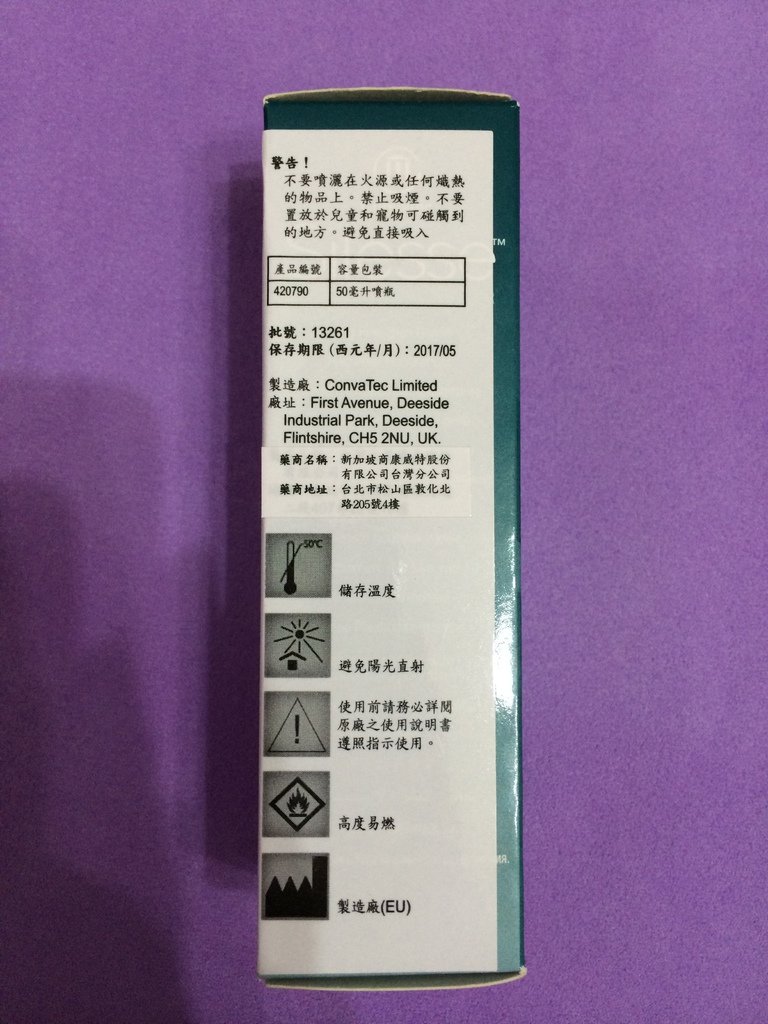 警告！
不要噴灑在火源或任何熾熱
的物品上。禁止吸煙。不要
置放於兒童和寵物可碰觸到
的地方。避免直接吸入
TM
產品編號 容量包裝
420790 50毫升噴瓶
批號：13261
保存期限(西元年/月)：2017/05
製造廠：ConvaTec Limited
廠址：First Avenue, Deeside
Industrial Park, Deeside,
Flintshire, CH5 2NU, UK.
藥商名稱：新加坡商康威特股份
有限公司台灣分公司
藥商地址：台北市松山區敦化北
路205號4樓
50°C
儲存溫度
避免陽光直射
使用前請務必詳閱
原廠之使用說明書
遵照指示使用。
高度易燃
製造廠(EU)